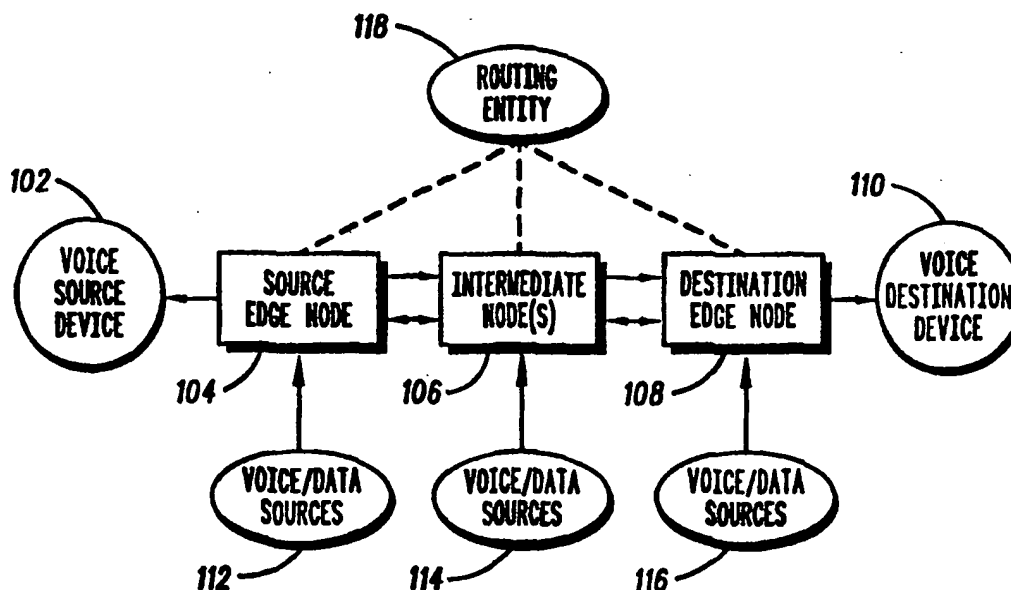 118
ROUTING
ENTITY
102
110
VOICE
SOURCE
DEVICE
SOURCE
EDGE NODE
INTERMEDIATE
NODE(S)
DESTINATION
EDGE NODE
VOICE
DESTINATION
DEVICE
104
106
108
VOICE/DATA
SOURCES
VOICE/DATA
SOURCES
VOICE/DATA
SOURCES
112
114
116